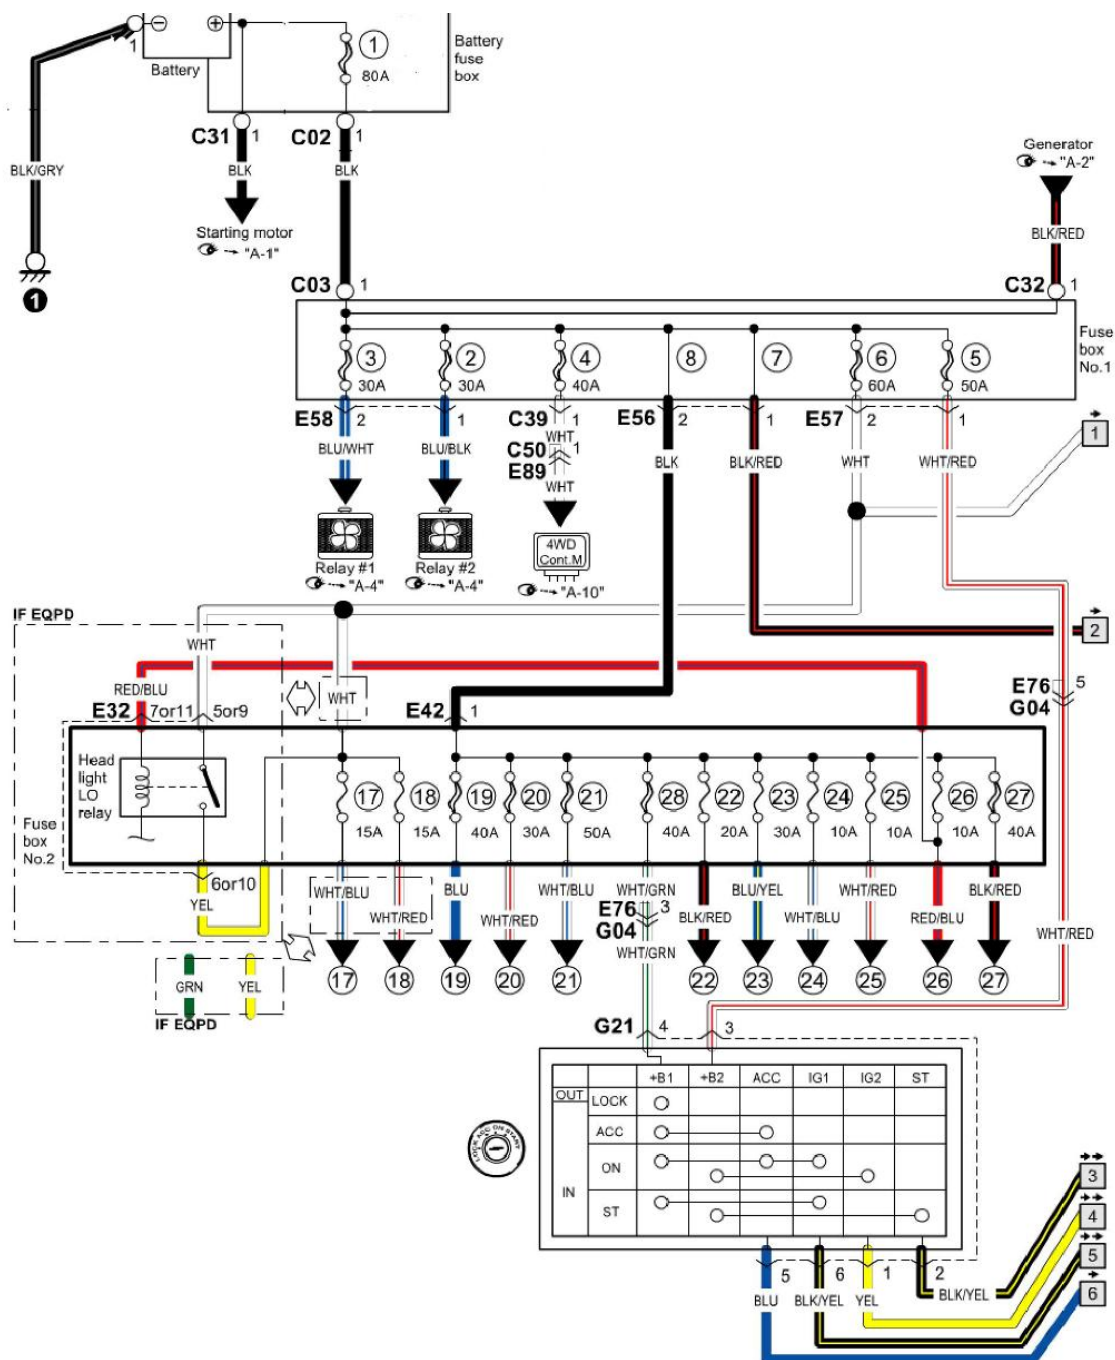 ⊖ ⊕
1
Battery
① 80A
Battery fuse box
C31 1
C02 1
BLK/GRY
BLK
BLK
Starting motor
"A-1"
❶
Generator
"A-2"
BLK/RED
C03 1
C32 1
③ ② ④ ⑧ ⑦ ⑥ ⑤
30A 30A 40A 60A 50A
Fuse box No.1
E58 2 1
C39 1
E56 2 1
E57 2 1
WHT
C50 1
E89
BLU/WHT BLU/BLK WHT BLK BLK/RED WHT WHT/RED
1
4WD Cont.M
Relay #1
"A-4"
Relay #2
"A-4"
"A-10"
IF EQPD
WHT
2
RED/BLU
WHT
E76 5
G04
E32 7or11 5or9
E42 1
Head light LO relay
Fuse box No.2
⑰ ⑱ ⑲ ⑳ ㉑ ㉘ ㉒ ㉓ ㉔ ㉕ ㉖ ㉗
15A 15A 40A 30A 50A 40A 20A 30A 10A 10A 10A 40A
6or10
YEL
WHT/BLU BLU WHT/BLU WHT/GRN BLU/YEL WHT/RED BLK/RED
E76 3
WHT/RED WHT/RED BLK/RED WHT/BLU RED/BLU
G04
WHT/RED
WHT/GRN
⑰ ⑱ ⑲ ⑳ ㉑ ㉒ ㉓ ㉔ ㉕ ㉖ ㉗
GRN YEL
IF EQPD
G21 4 3
+B1 +B2 ACC IG1 IG2 ST
OUT
LOCK
ACC
ON
IN
ST
LOCK ACC ON START
3
4
5
6
5 6 1 2
BLU BLK/YEL YEL BLK/YEL